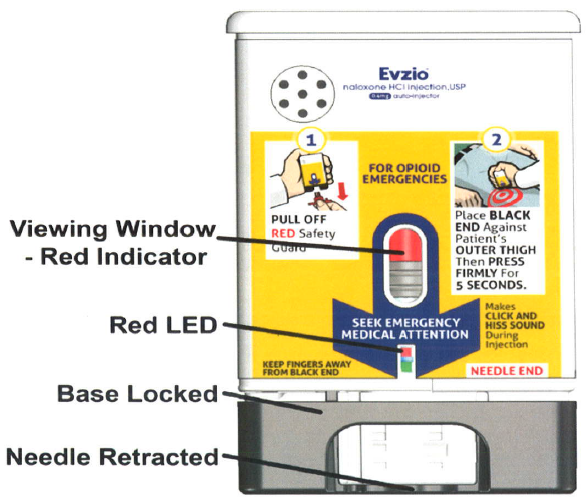 Evzio
naloxone HCl injection, USP
auto-injector
1
PULL OFF
RED Safety
Guard
FOR OPIOID
EMERGENCIES
2
Place BLACK
END Against
Patient's
OUTER THIGH
Then PRESS
FIRMLY For
5 SECONDS.
Viewing Window
- Red Indicator
Makes
CLICK AND
HISS SOUND
During
Injection
SEEK EMERGENCY
MEDICAL ATTENTION
Red LED
KEEP FINGERS AWAY
FROM BLACK END
NEEDLE END
Base Locked
Needle Retracted